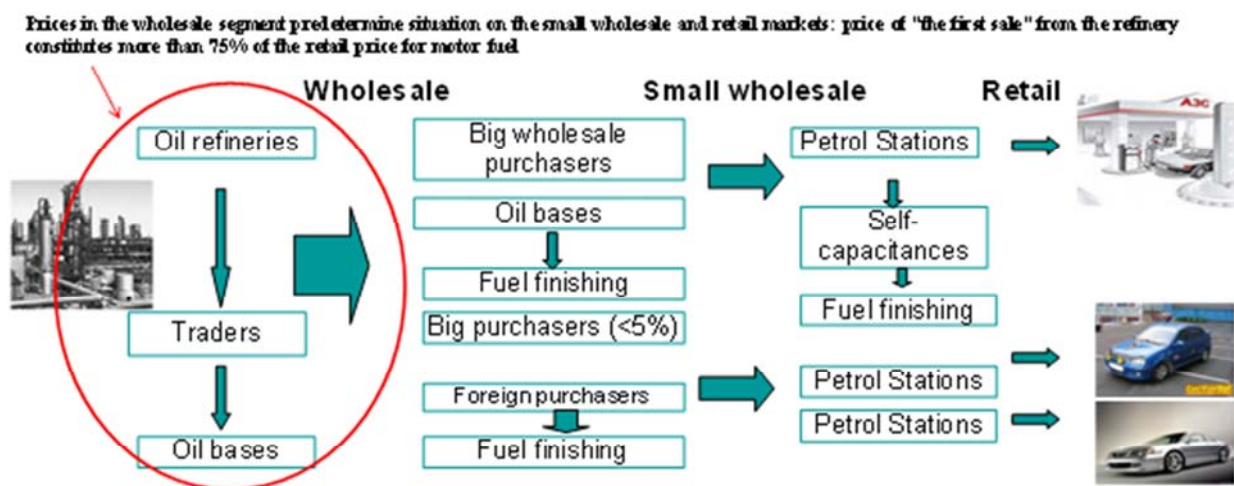 Prices in the wholesale segment predetermine situation on the small wholesale and retail markets: price of "the first sale" from the refinery
constitutes more than 75% of the retail price for motor fuel
Wholesale
Small wholesale
Retail
Oil refineries
Traders
Oil bases
Big wholesale
purchasers
Oil bases
Fuel finishing
Big purchasers (<5%)
Foreign purchasers
Fuel finishing
Petrol Stations
Self-
capacitances
Fuel finishing
Petrol Stations
Petrol Stations
АЗС